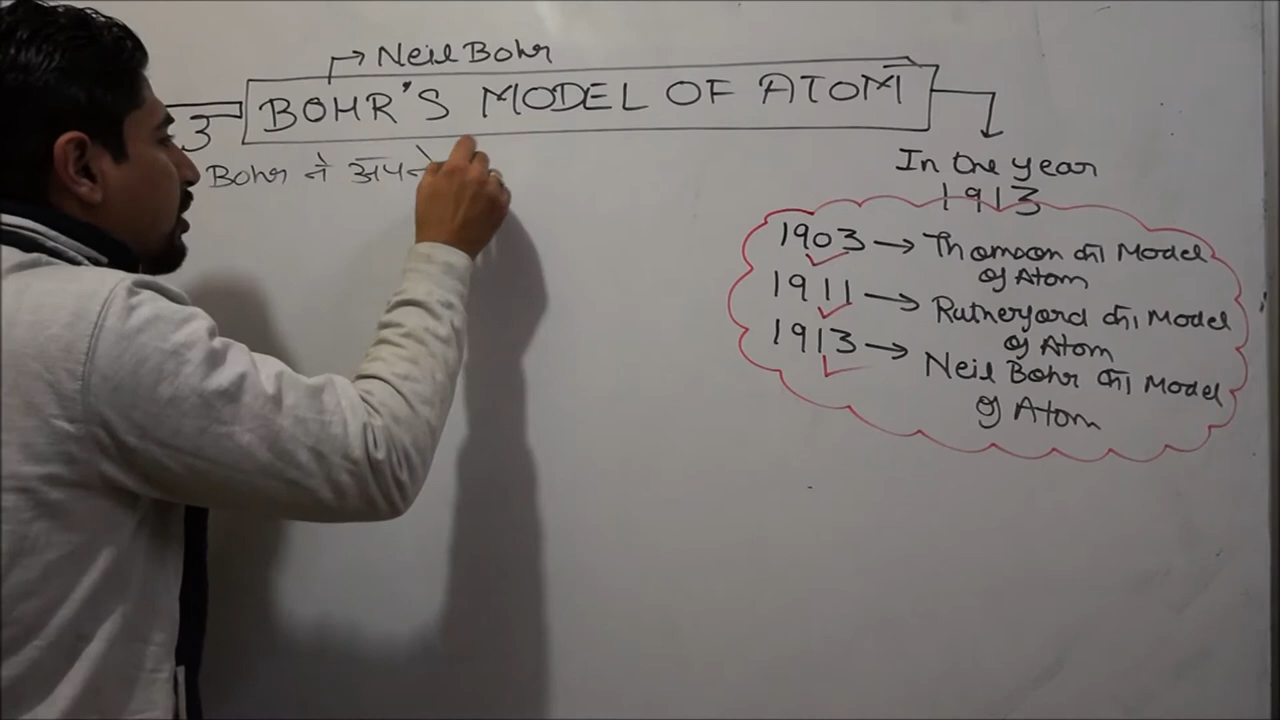 Neil Bohr
BOHR'S MODEL OF ATOM
3
Bohr ने अपने
In the year
1913
1903 → Thomson का Model
of Atom
1911 → Rutherford का Model
of Atom
1913 → Neil Bohr का Model
of Atom